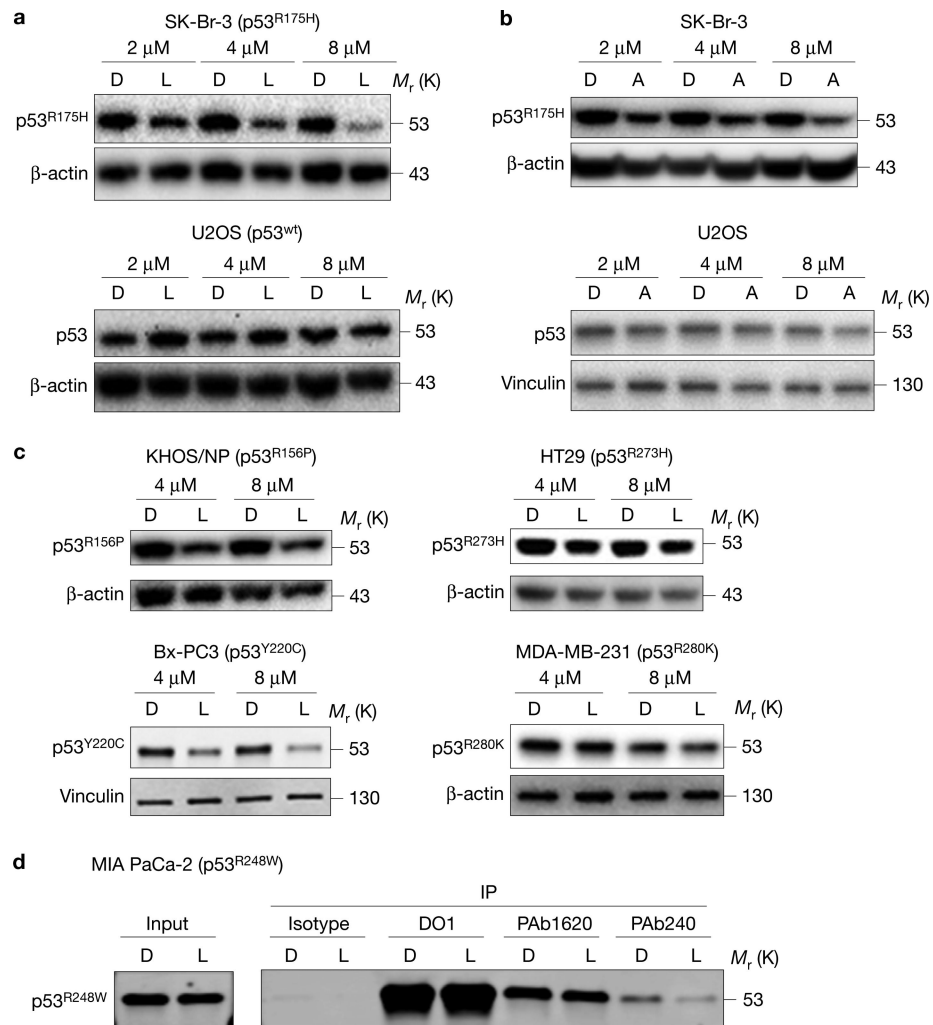 a
SK-Br-3 (p53R175H)
2 μM 4 μM 8 μM
D L D L D L Mr (K)
p53R175H 53
β-actin 43
U2OS (p53wt)
2 μM 4 μM 8 μM
D L D L D L Mr (K)
p53 53
β-actin 43
b
SK-Br-3
2 μM 4 μM 8 μM
D A D A D A Mr (K)
p53R175H 53
β-actin 43
U2OS
2 μM 4 μM 8 μM
D A D A D A Mr (K)
p53 53
Vinculin 130
c
KHOS/NP (p53R156P)
4 μM 8 μM
D L D L Mr (K)
p53R156P 53
β-actin 43
HT29 (p53R273H)
4 μM 8 μM
D L D L Mr (K)
p53R273H 53
β-actin 43
Bx-PC3 (p53Y220C)
4 μM 8 μM
D L D L Mr (K)
p53Y220C 53
Vinculin 130
MDA-MB-231 (p53R280K)
4 μM 8 μM
D L D L Mr (K)
p53R280K 53
β-actin 130
d
MIA PaCa-2 (p53R248W)
IP
Input Isotype DO1 PAb1620 PAb240
D L D L D L D L D L Mr (K)
p53R248W 53